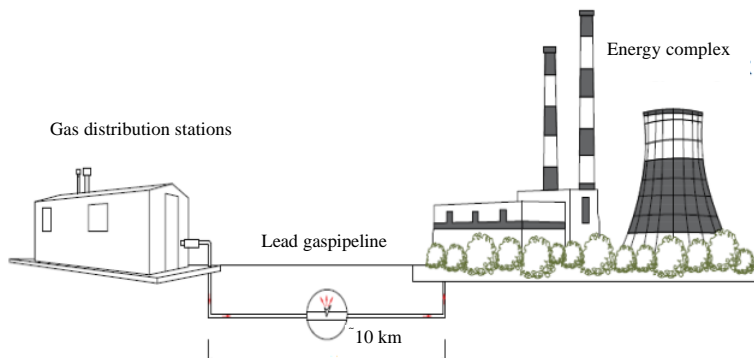 Energy complex
Gas distribution stations
Lead gaspipeline
~10 km